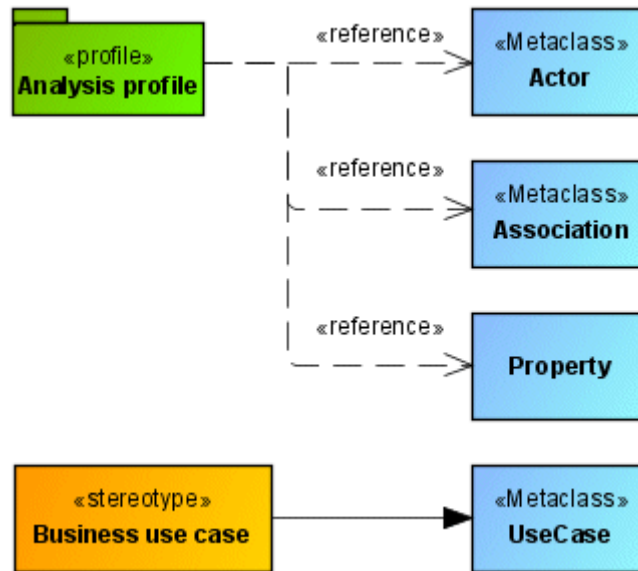 «profile»
Analysis profile
«reference»
«Metaclass»
Actor
«reference»
«Metaclass»
Association
«reference»
Property
«stereotype»
Business use case
«Metaclass»
UseCase